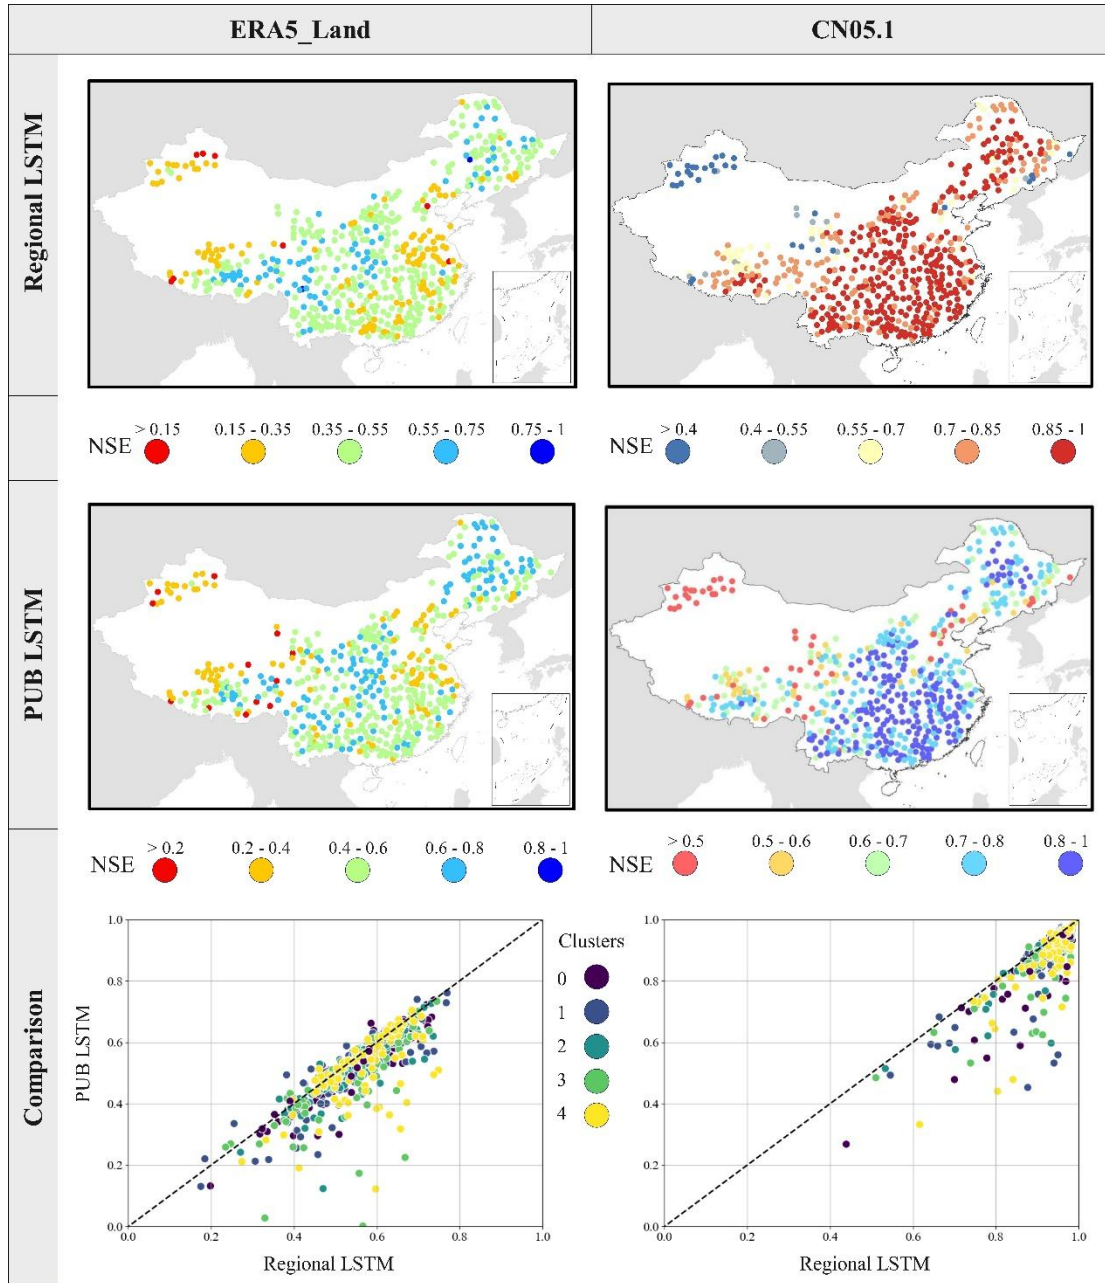 ERA5_Land
CN05.1
Regional LSTM
NSE
> 0.15
0.15 - 0.35
0.35 - 0.55
0.55 - 0.75
0.75 - 1
NSE
> 0.4
0.4 - 0.55
0.55 - 0.7
0.7 - 0.85
0.85 - 1
PUB LSTM
NSE
> 0.2
0.2 - 0.4
0.4 - 0.6
0.6 - 0.8
0.8 - 1
NSE
> 0.5
0.5 - 0.6
0.6 - 0.7
0.7 - 0.8
0.8 - 1
Comparison
PUB LSTM
1.0
0.8
0.6
0.4
0.2
0.0
0.0 0.2 0.4 0.6 0.8 1.0
Regional LSTM
Clusters
0
1
2
3
4
1.0
0.8
0.6
0.4
0.2
0.0
0.0 0.2 0.4 0.6 0.8 1.0
Regional LSTM